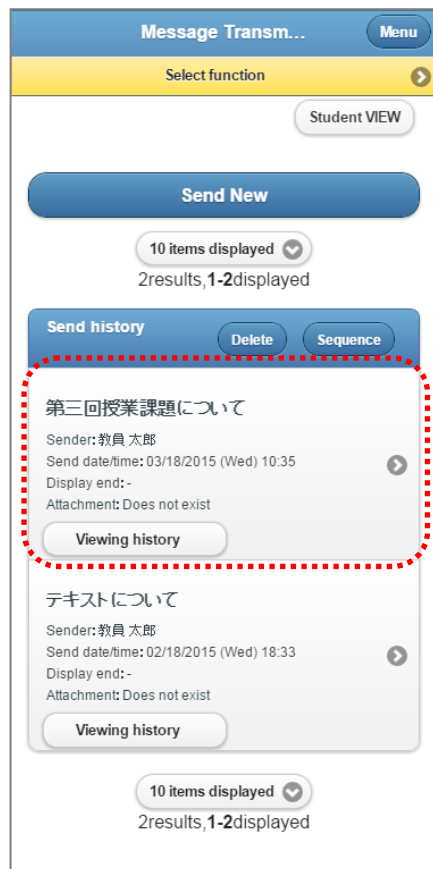 Message Transm...
Menu
Select function
Student VIEW
Send New
10 items displayed
2results,1-2displayed
Send history
Delete
Sequence
第三回授業課題について
Sender:教員 太郎
Send date/time: 03/18/2015 (Wed) 10:35
Display end: -
Attachment: Does not exist
Viewing history
テキストについて
Sender:教員 太郎
Send date/time: 02/18/2015 (Wed) 18:33
Display end: -
Attachment: Does not exist
Viewing history
10 items displayed
2results,1-2displayed